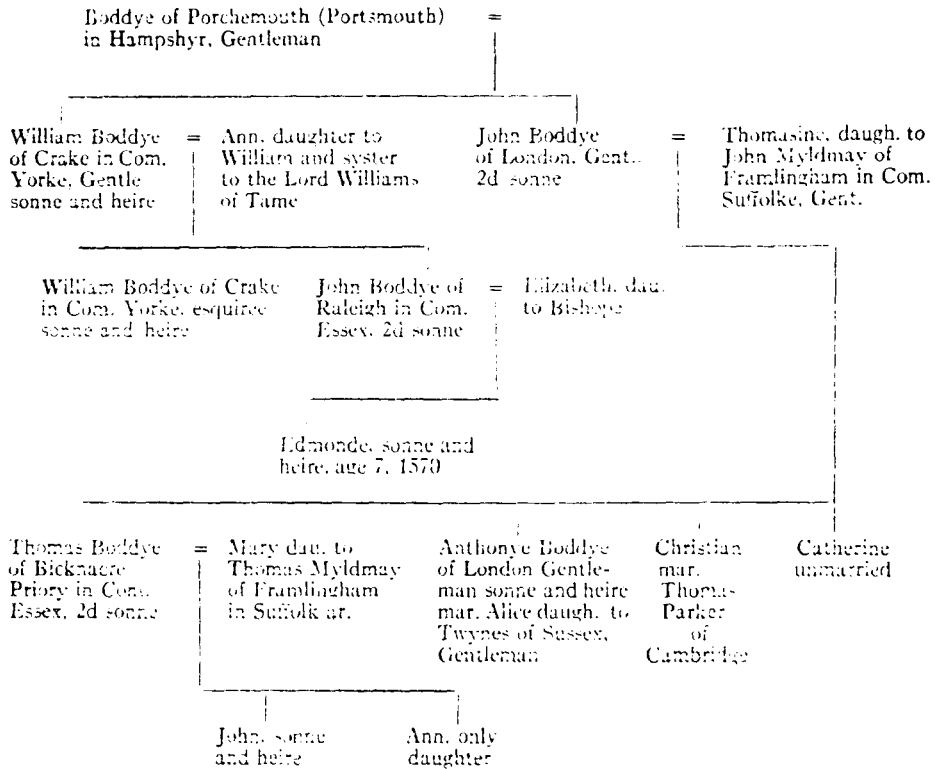 Boddye of Porchemouth (Portsmouth) =
in Hampshyr, Gentleman
William Boddye
of Crake in Com.
Yorke, Gentle
sonne and heire
=
Ann, daughter to
William and syster
to the Lord Williams
of Tame
John Boddye
of London, Gent.,
2d sonne
=
Thomasine, daugh. to
John Myldmay of
Framlingham in Com.
Suffolke, Gent.
William Boddye of Crake
in Com. Yorke, esquiree
sonne and heire
John Boddye of
Raleigh in Com.
Essex, 2d sonne
=
Elizabeth, dau.
to Bishope
Edmonde, sonne and
heire, age 7, 1570
Thomas Boddye
of Bicknacre
Priory in Com.
Essex, 2d sonne
=
Mary dau. to
Thomas Myldmay
of Framlingham
in Suffolk ar.
Anthonye Boddye
of London Gentle-
man sonne and heire
mar. Alice daugh. to
Twynes of Sussex,
Gentleman
Christian
mar.
Thomas
Parker
of
Cambridge
Catherine
unmarried
John, sonne
and heire
Ann, only
daughter